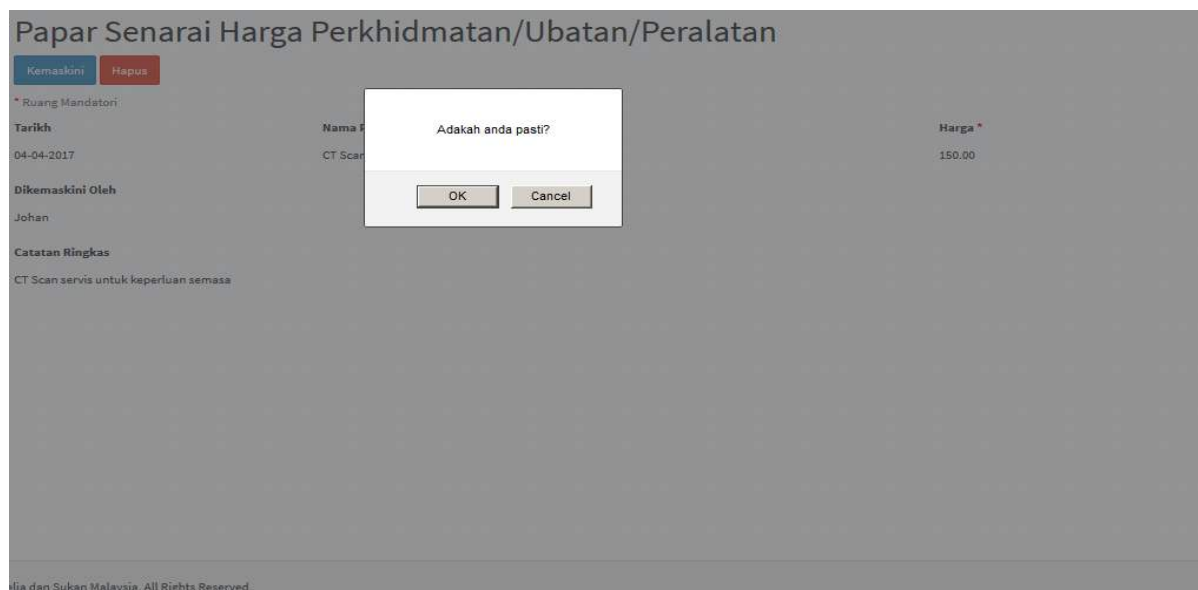 Papar Senarai Harga Perkhidmatan/Ubatan/Peralatan
Kemaskini Hapus
* Ruang Mandatori
Tarikh Nama Harga *
04-04-2017 CT Scan 150.00
Adakah anda pasti?
OK Cancel
Dikemaskini Oleh
Johan
Catatan Ringkas
CT Scan servis untuk keperluan semasa
dan Sukan Malaysia. All Rights Reserved